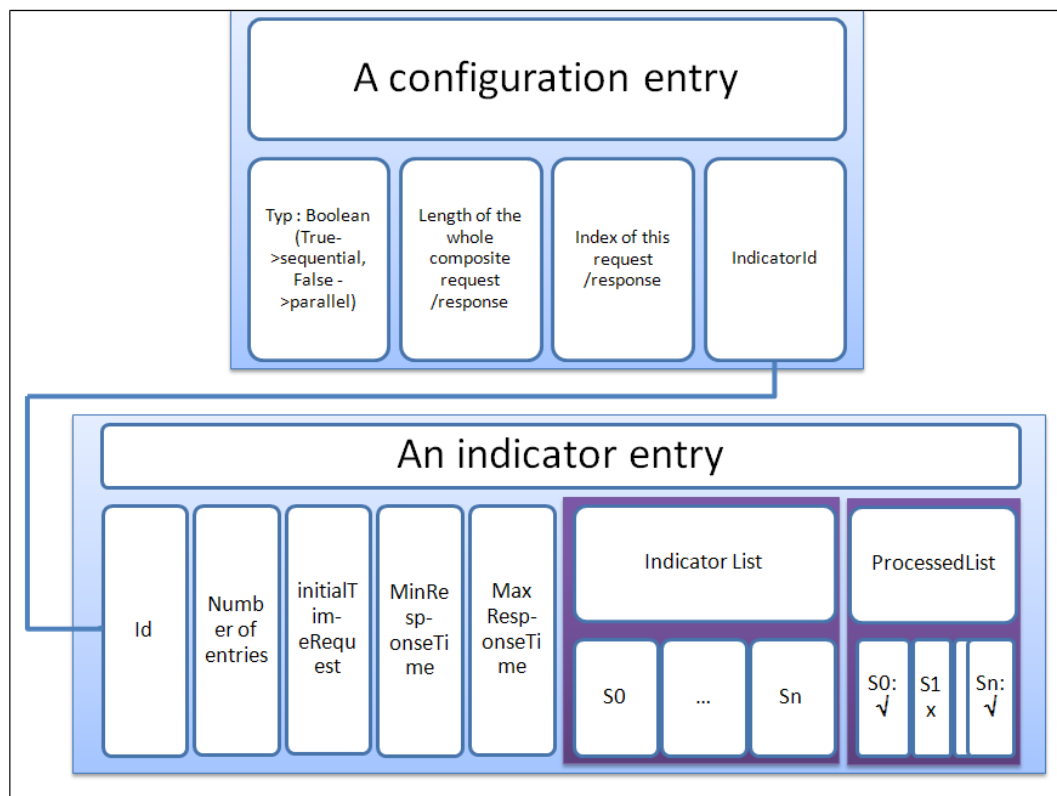 A configuration entry
Typ : Boolean
(True-
>sequential,
False -
>parallel)
Length of the
whole
composite
request
/response
Index of this
request
/response
IndicatorId
An indicator entry
Id
Numb
er of
entries
initialT
im-
eRequ
est
MinRe
sp-
onseTi
me
Max
Resp-
onseTi
me
Indicator List
S0
...
Sn
ProcessedList
S0:
√
S1
x
Sn:
√